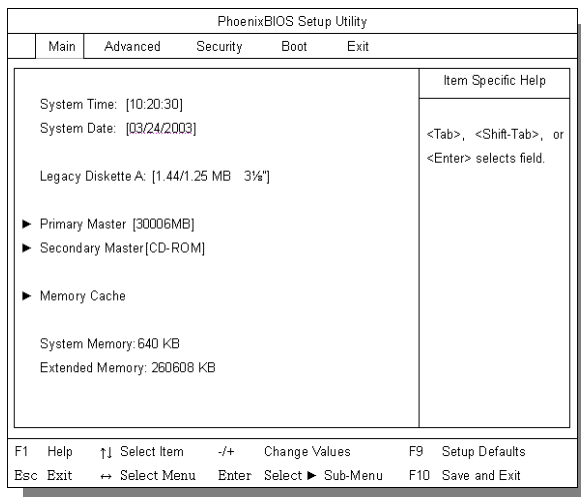 PhoenixBIOS Setup Utility
Main Advanced Security Boot Exit
Item Specific Help
System Time: [10:20:30]
System Date: [03/24/2003]
<Tab>, <Shift-Tab>, or
<Enter> selects field.
Legacy Diskette A: [1.44/1.25 MB 3½"]
► Primary Master [30006MB]
► Secondary Master[CD-ROM]
► Memory Cache
System Memory: 640 KB
Extended Memory: 260608 KB
F1 Help ↑↓ Select Item -/+ Change Values F9 Setup Defaults
Esc Exit ↔ Select Menu Enter Select ► Sub-Menu F10 Save and Exit